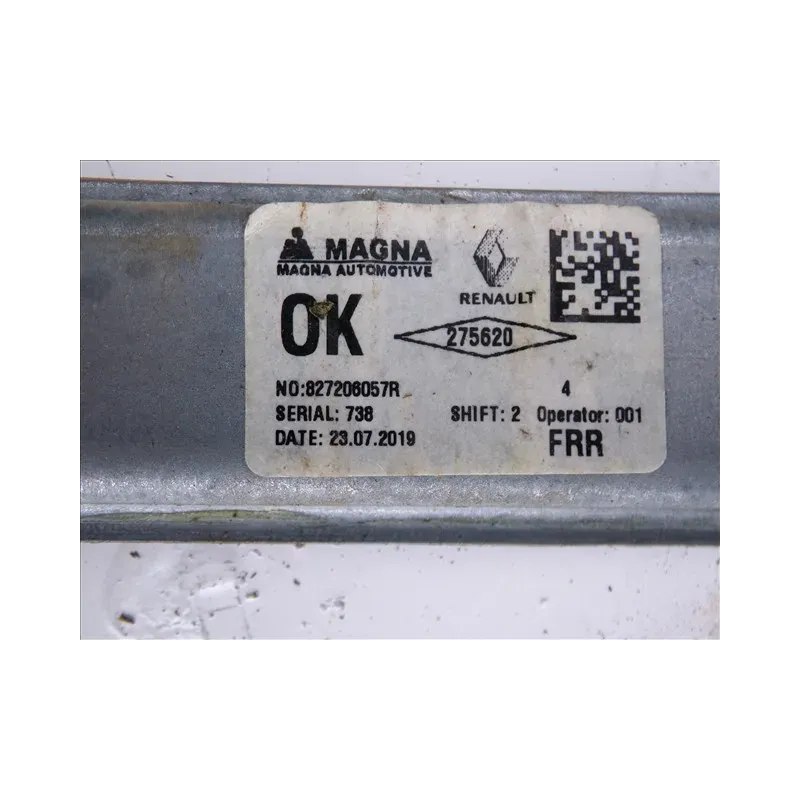 MAGNA
MAGNA AUTOMOTIVE
RENAULT
OK
275620
NO:827206057R 4
SERIAL: 738 SHIFT: 2 Operator: 001
DATE: 23.07.2019 FRR